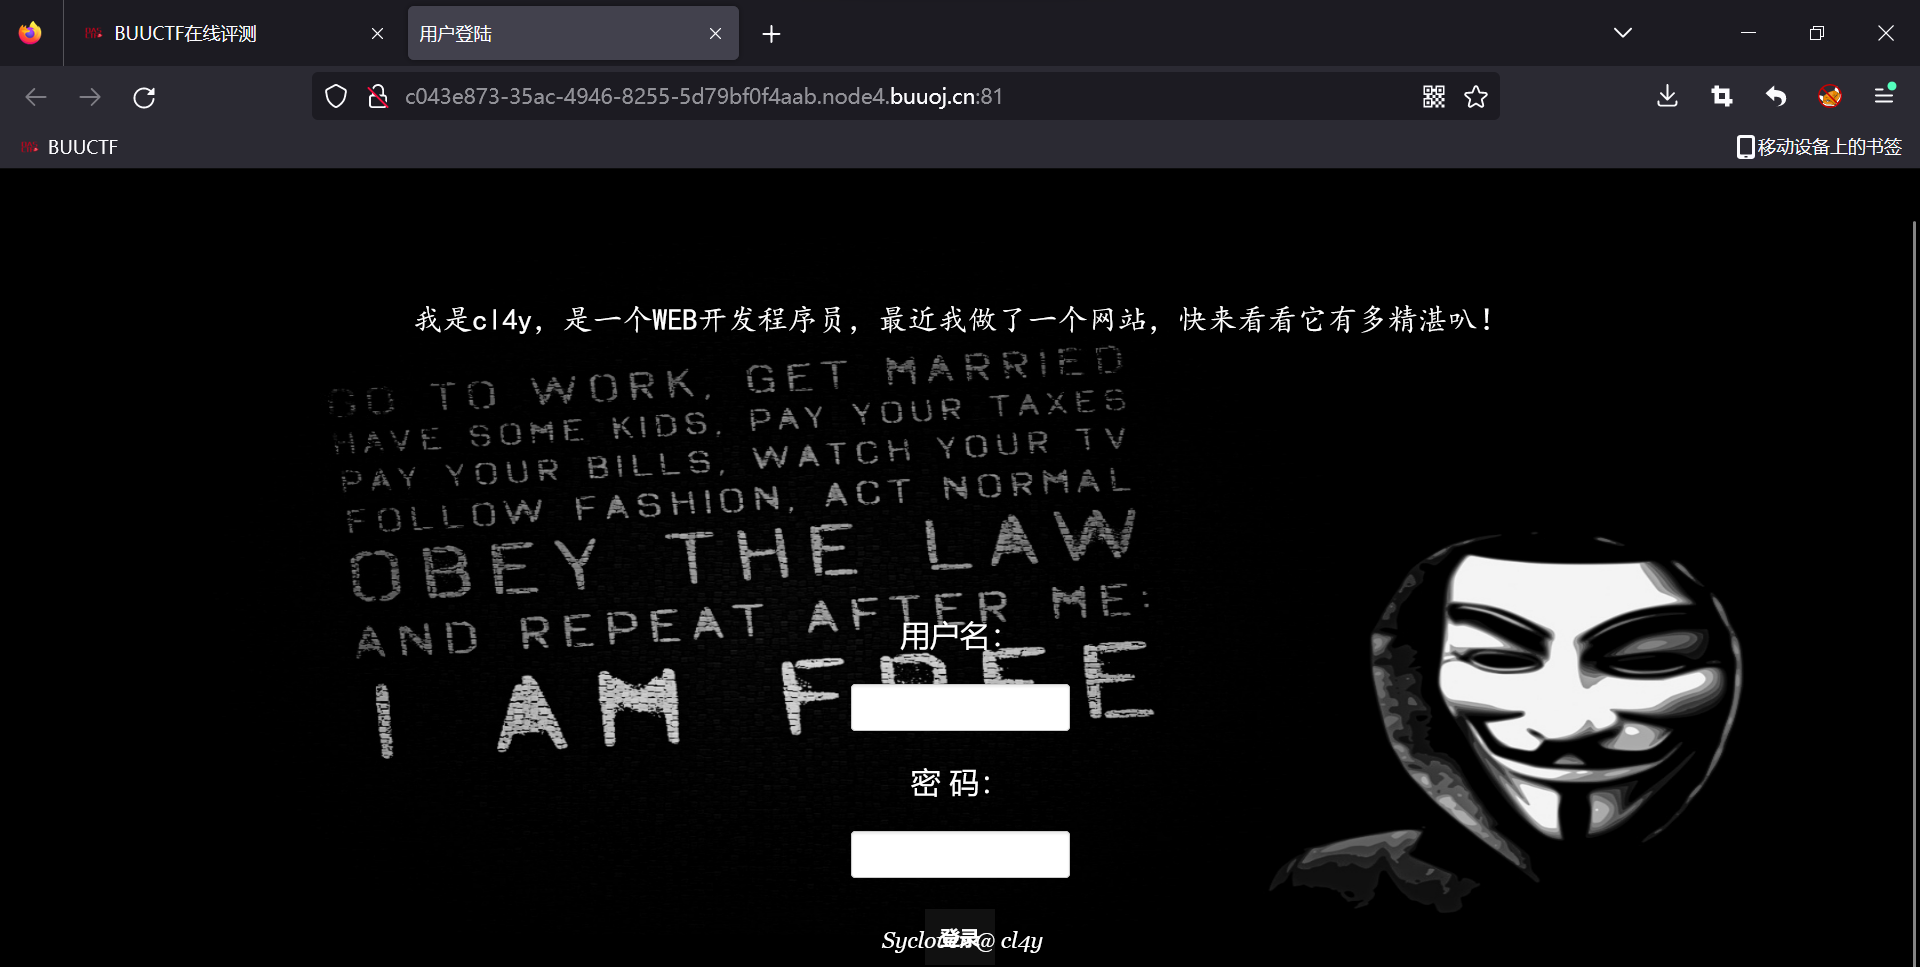 BUUCTF在线评测
用户登陆
c043e873-35ac-4946-8255-5d79bf0f4aab.node4.buuoj.cn:81
BUUCTF
移动设备上的书签
我是cl4y，是一个WEB开发程序员，最近我做了一个网站，快来看看它有多精湛叭！
GO TO WORK, GET MARRIED
HAVE SOME KIDS, PAY YOUR TAXES
PAY YOUR BILLS, WATCH YOUR TV
FOLLOW FASHION, ACT NORMAL
OBEY THE LAW
AND REPEAT AFTER ME:
I AM FREE
用户名：
密 码：
登录
@ cl4y